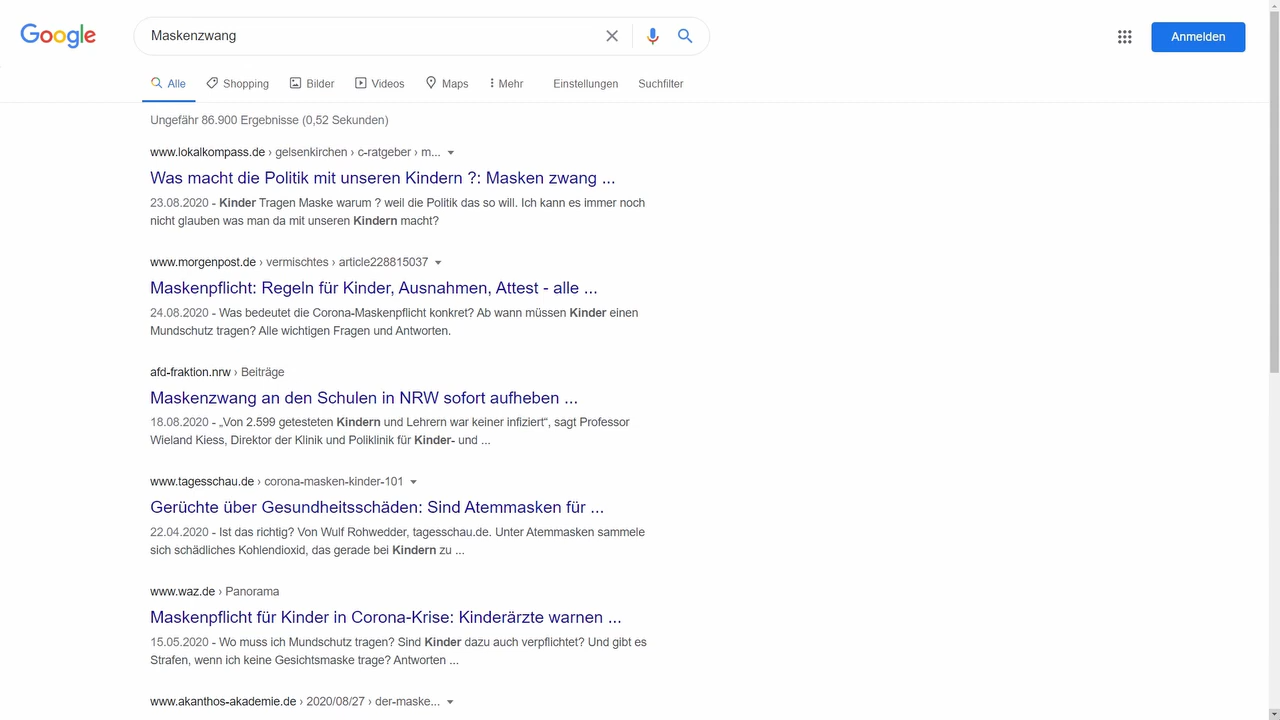 Google
Maskenzwang
Anmelden
Alle Shopping Bilder Videos Maps Mehr Einstellungen Suchfilter
Ungefähr 86.900 Ergebnisse (0,52 Sekunden)
www.lokalkompass.de › gelsenkirchen › c-ratgeber › m...
Was macht die Politik mit unseren Kindern ?: Masken zwang ...
23.08.2020 - Kinder Tragen Maske warum ? weil die Politik das so will. Ich kann es immer noch
nicht glauben was man da mit unseren Kindern macht?
www.morgenpost.de › vermischtes › article228815037
Maskenpflicht: Regeln für Kinder, Ausnahmen, Attest - alle ...
24.08.2020 - Was bedeutet die Corona-Maskenpflicht konkret? Ab wann müssen Kinder einen
Mundschutz tragen? Alle wichtigen Fragen und Antworten.
afd-fraktion.nrw › Beiträge
Maskenzwang an den Schulen in NRW sofort aufheben ...
18.08.2020 - „Von 2.599 getesteten Kindern und Lehrern war keiner infiziert“, sagt Professor
Wieland Kiess, Direktor der Klinik und Poliklinik für Kinder- und ...
www.tagesschau.de › corona-masken-kinder-101
Gerüchte über Gesundheitsschäden: Sind Atemmasken für ...
22.04.2020 - Ist das richtig? Von Wulf Rohwedder, tagesschau.de. Unter Atemmasken sammele
sich schädliches Kohlendioxid, das gerade bei Kindern zu ...
www.waz.de › Panorama
Maskenpflicht für Kinder in Corona-Krise: Kinderärzte warnen ...
15.05.2020 - Wo muss ich Mundschutz tragen? Sind Kinder dazu auch verpflichtet? Und gibt es
Strafen, wenn ich keine Gesichtsmaske trage? Antworten ...
www.akanthos-akademie.de › 2020/08/27 › der-maske...